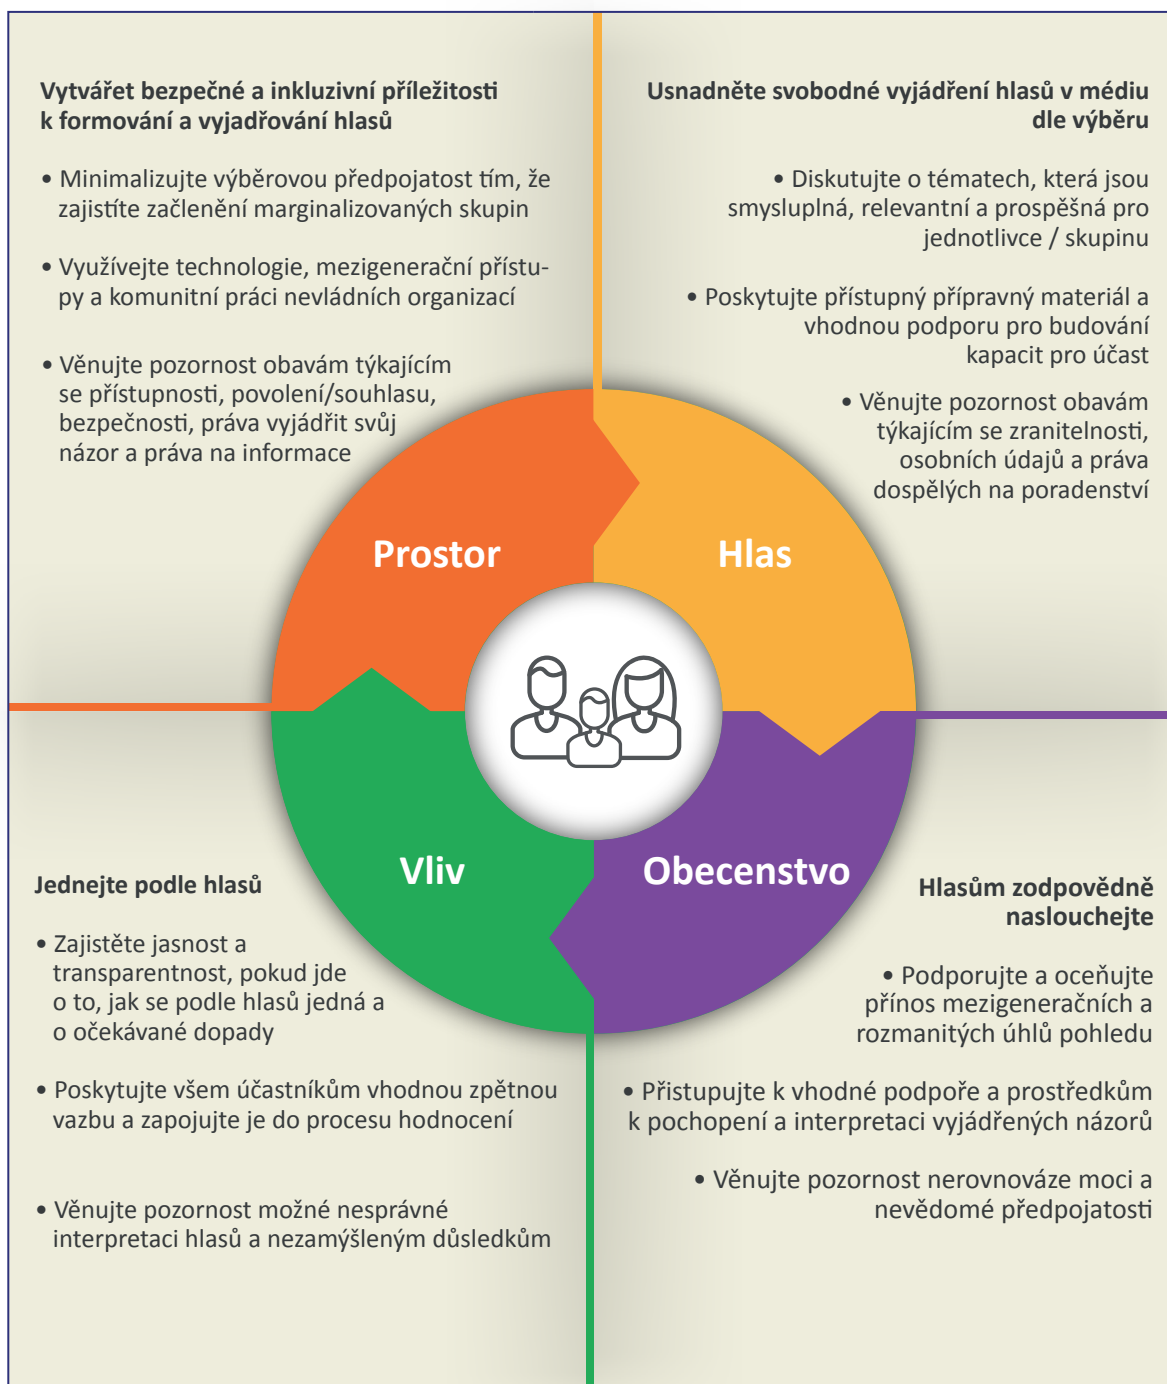 Vytvářet bezpečné a inkluzivní příležitosti
k formování a vyjadřování hlasů
• Minimalizujte výběrovou předpojatost tím, že
zajistíte začlenění marginalizovaných skupin
• Využívejte technologie, mezigenerační přístu-
py a komunitní práci nevládních organizací
• Věnujte pozornost obavám týkajícím
se přístupnosti, povolení/souhlasu,
bezpečnosti, práva vyjádřit svůj
názor a práva na informace
Usnadněte svobodné vyjádření hlasů v médiu
dle výběru
• Diskutujte o tématech, která jsou
smysluplná, relevantní a prospěšná pro
jednotlivce / skupinu
• Poskytujte přístupný přípravný materiál a
vhodnou podporu pro budování
kapacit pro účast
• Věnujte pozornost obavám
týkajícím se zranitelnosti,
osobních údajů a práva
dospělých na poradenství
Prostor
Hlas
Vliv
Obecenstvo
Jednejte podle hlasů
• Zajistěte jasnost a
transparentnost, pokud jde
o to, jak se podle hlasů jedná a
o očekávané dopady
• Poskytujte všem účastníkům vhodnou zpětnou
vazbu a zapojujte je do procesu hodnocení
• Věnujte pozornost možné nesprávné
interpretaci hlasů a nezamýšleným důsledkům
Hlasům zodpovědně
naslouchejte
• Podporujte a oceňujte
přínos mezigeneračních a
rozmanitých úhlů pohledu
• Přistupujte k vhodné podpoře a prostředkům
k pochopení a interpretaci vyjádřených názorů
• Věnujte pozornost nerovnováze moci a
nevědomé předpojatosti